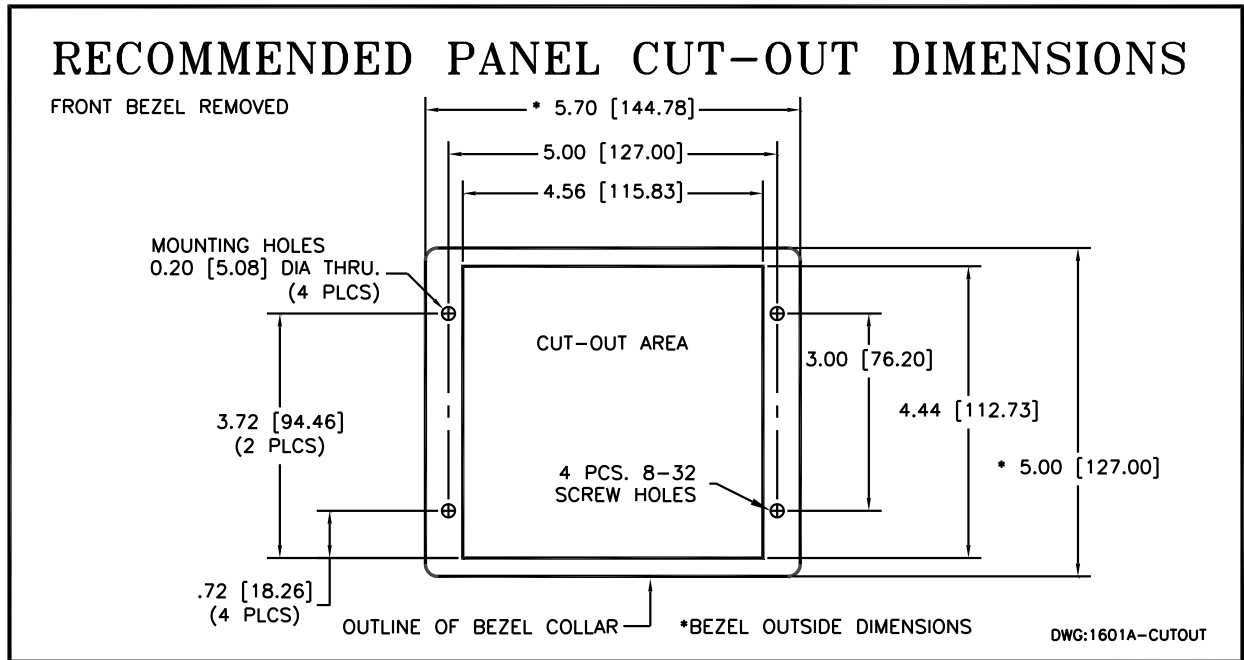 RECOMMENDED PANEL CUT-OUT DIMENSIONS
FRONT BEZEL REMOVED
* 5.70 [144.78]
5.00 [127.00]
4.56 [115.83]
MOUNTING HOLES
0.20 [5.08] DIA THRU.
(4 PLCS)
CUT-OUT AREA
3.00 [76.20]
4.44 [112.73]
3.72 [94.46]
(2 PLCS)
* 5.00 [127.00]
4 PCS. 8-32
SCREW HOLES
.72 [18.26]
(4 PLCS)
OUTLINE OF BEZEL COLLAR
*BEZEL OUTSIDE DIMENSIONS
DWG:1601A-CUTOUT